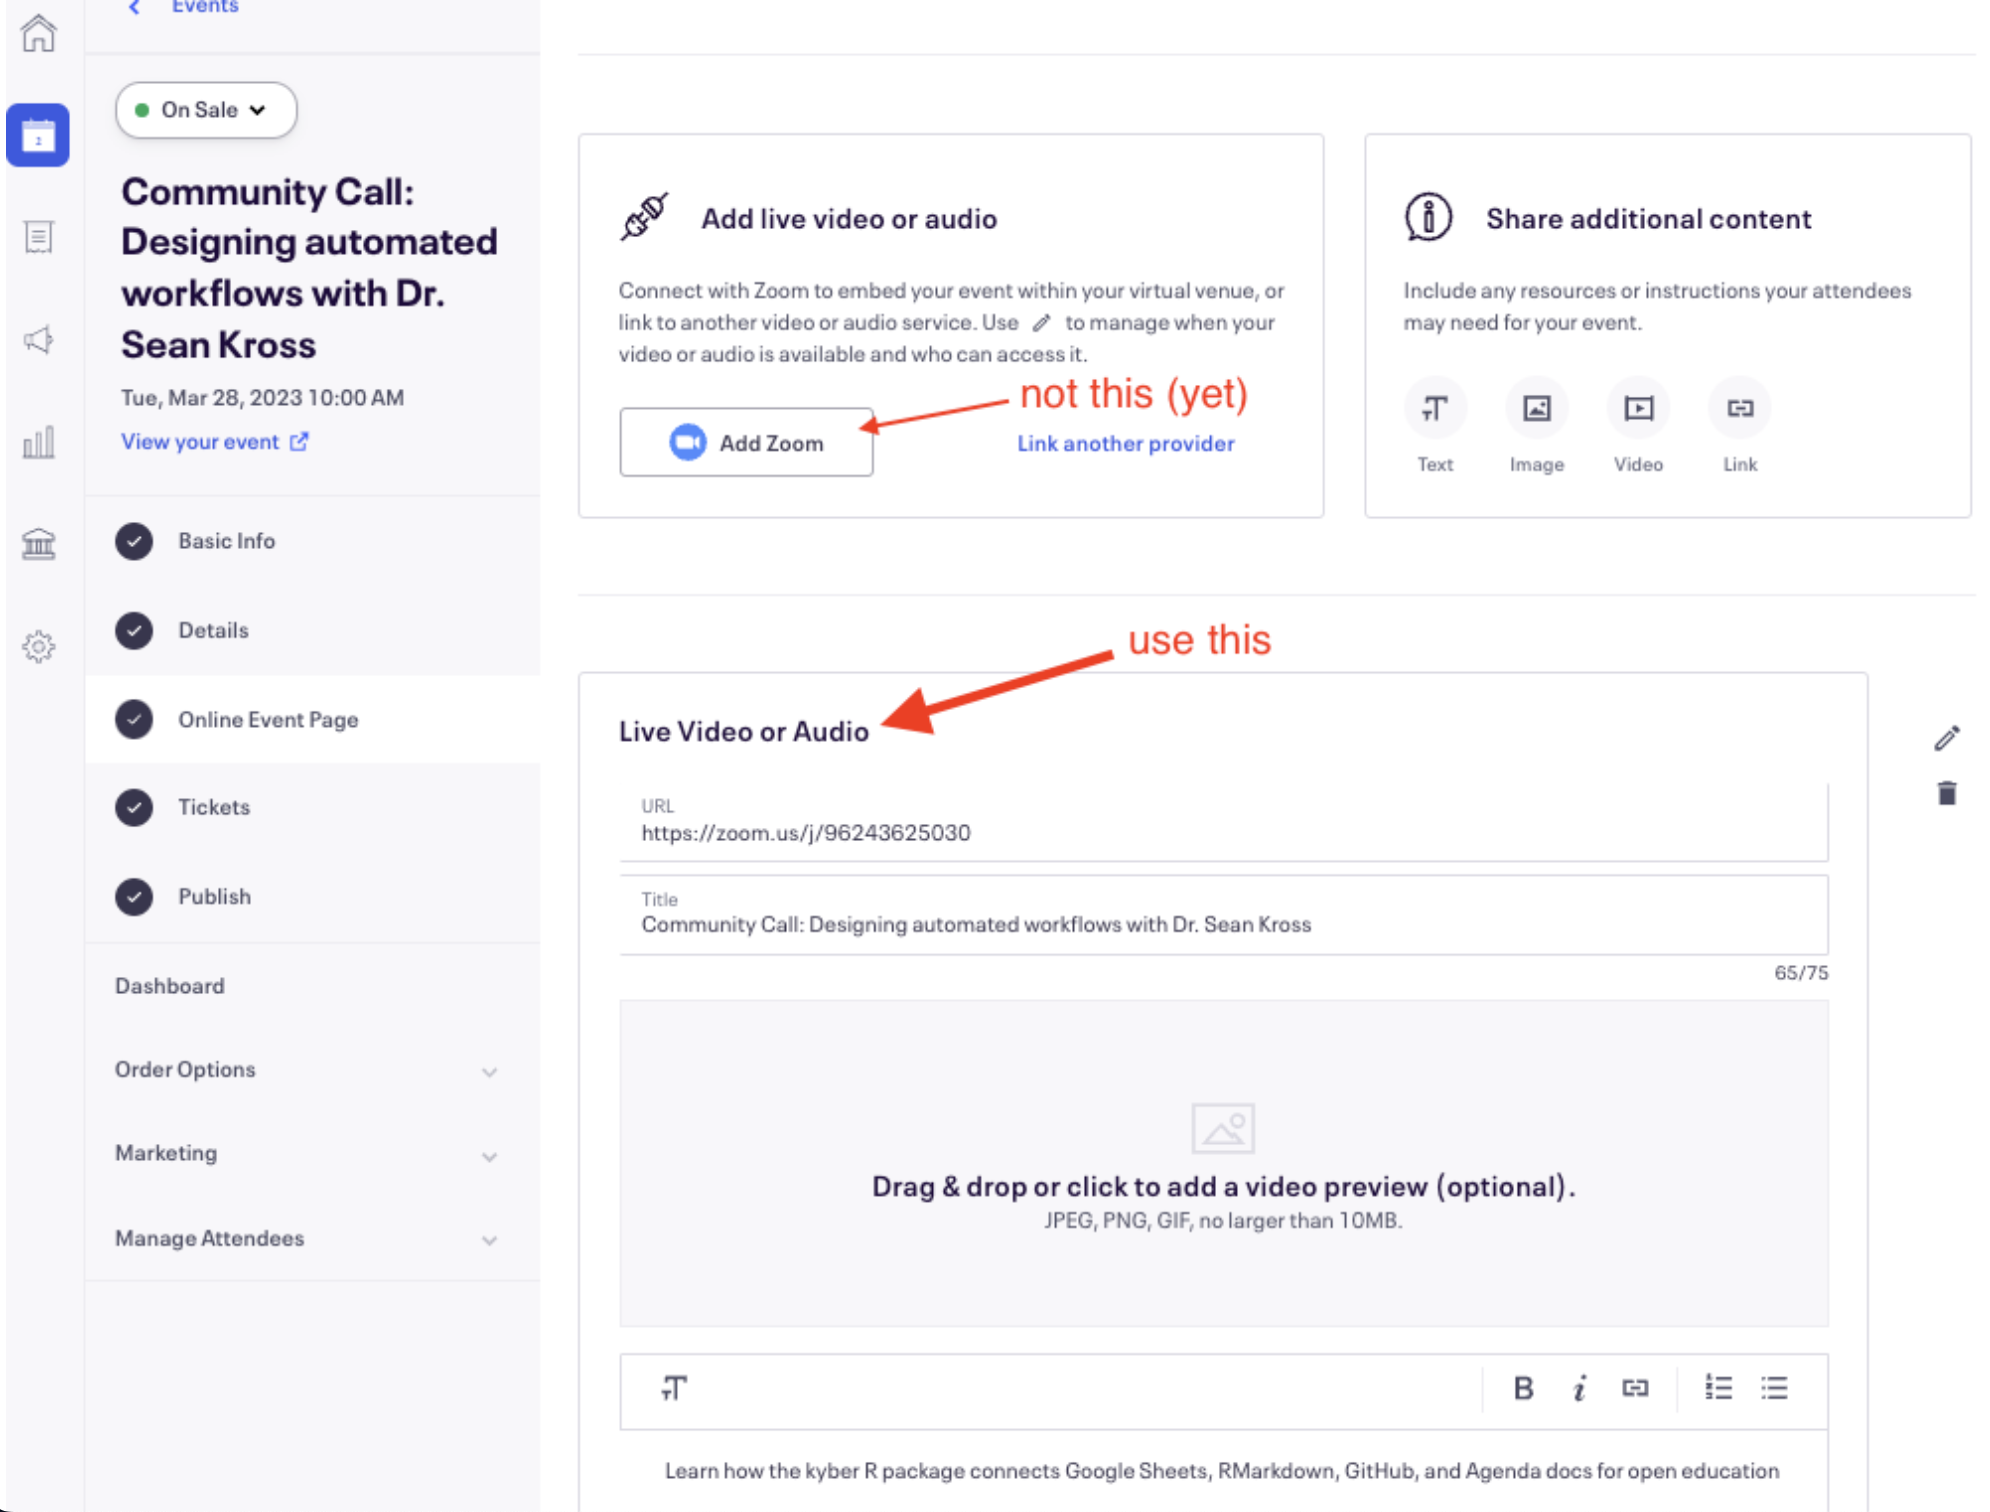 Events
On Sale
Community Call:
Designing automated
workflows with Dr.
Sean Kross
Tue, Mar 28, 2023 10:00 AM
View your event
Basic Info
Details
Online Event Page
Tickets
Publish
Dashboard
Order Options
Marketing
Manage Attendees
Add live video or audio
Connect with Zoom to embed your event within your virtual venue, or
link to another video or audio service. Use to manage when your
video or audio is available and who can access it.
not this (yet)
Add Zoom
Link another provider
Share additional content
Include any resources or instructions your attendees
may need for your event.
Text Image Video Link
use this
Live Video or Audio
URL
https://zoom.us/j/96243625030
Title
Community Call: Designing automated workflows with Dr. Sean Kross
65/75
Drag & drop or click to add a video preview (optional).
JPEG, PNG, GIF, no larger than 10MB.
B i
Learn how the kyber R package connects Google Sheets, RMarkdown, GitHub, and Agenda docs for open education